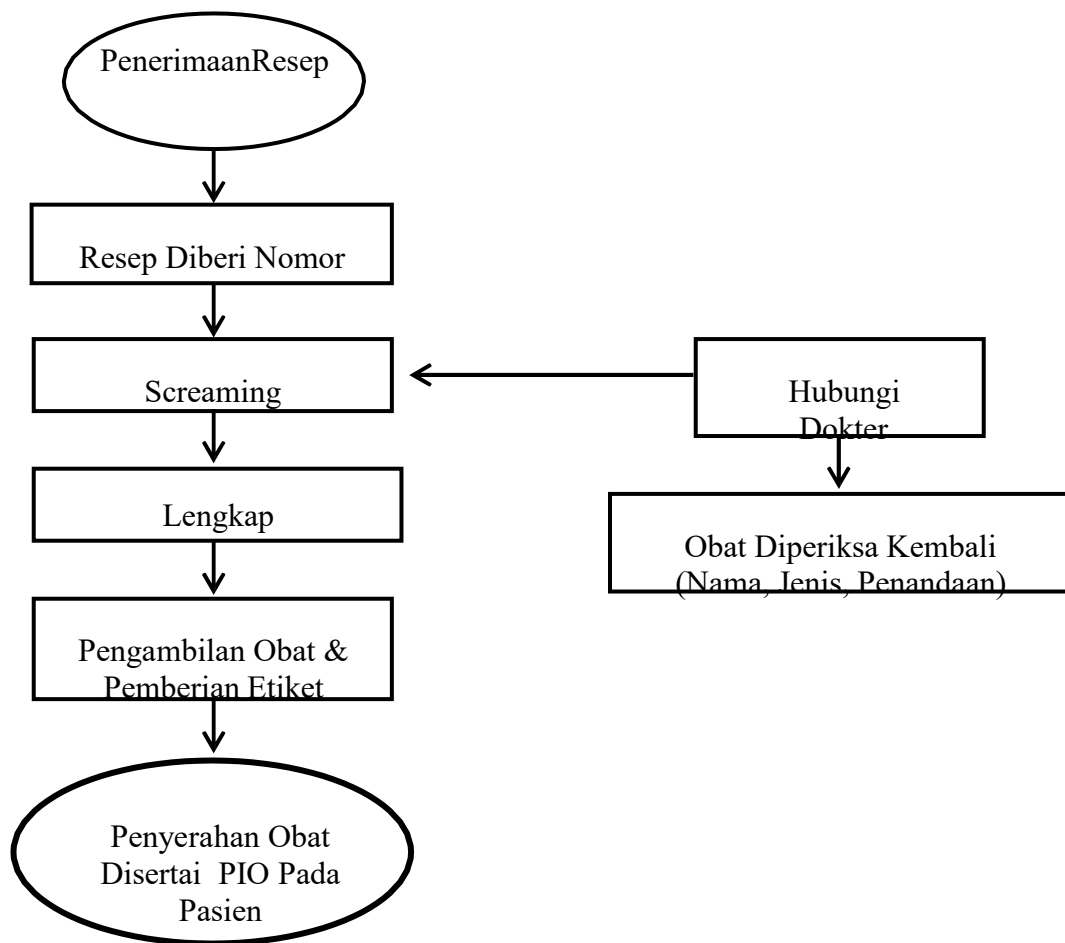 PenerimaanResep
Resep Diberi Nomor
Screaming
Hubungi
Dokter
Lengkap
Obat Diperiksa Kembali
(Nama, Jenis, Penandaan)
Pengambilan Obat &
Pemberian Etiket
Penyerahan Obat
Disertai PIO Pada
Pasien